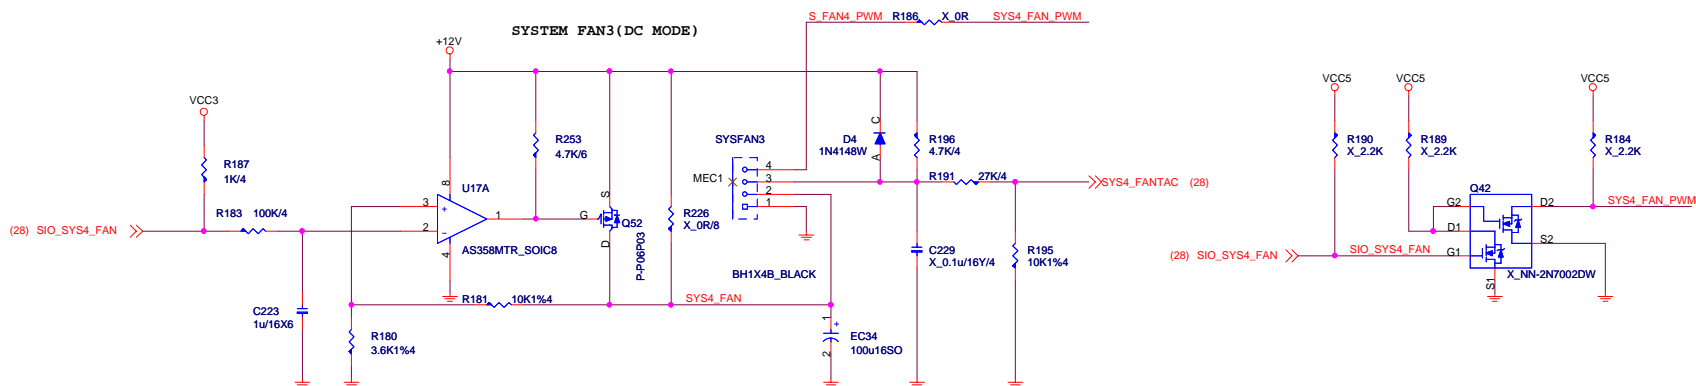 S_FAN4_PWM R186 X_0R SYS4_FAN_PWM
SYSTEM FAN3(DC MODE)
+12V
VCC3
VCC5 VCC5 VCC5
R187
1K/4
R253
4.7K/6
SYSFAN3
D4
1N4148W
C
A
R196
4.7K/4
R190
X_2.2K
R189
X_2.2K
R184
X_2.2K
MEC1
4
3
2
1
R191 27K/4
SYS4_FANTAC (28)
U17A
8
3
+
2
-
1
4
AS358MTR_SOIC8
R183 100K/4
(28) SIO_SYS4_FAN
S
G
D
Q52
P-P06P03
R226
X_0R/8
Q42
G2
D1
G1
D2
S2
S1
SYS4_FAN_PWM
(28) SIO_SYS4_FAN
SIO_SYS4_FAN
X_NN-2N7002DW
C229
X_0.1u/16Y/4
R195
10K1%4
BH1X4B_BLACK
R181 10K1%4
SYS4_FAN
C223
1u/16X6
R180
3.6K1%4
1
+
2
EC34
100u16SO